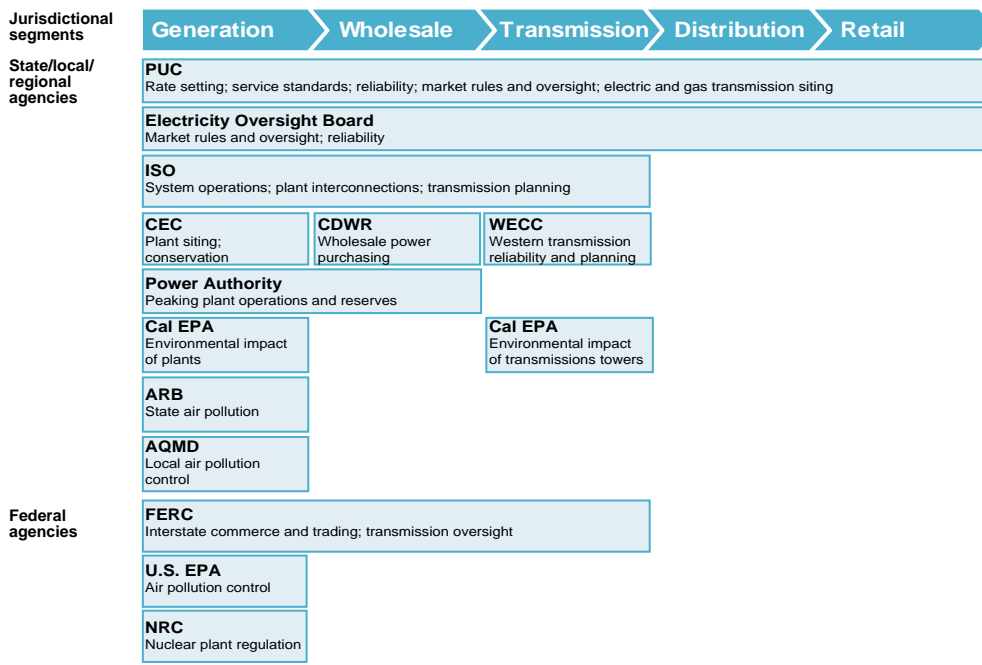 Jurisdictional
segments
Generation
Wholesale
Transmission
Distribution
Retail
State/local/
regional
agencies
PUC
Rate setting; service standards; reliability; market rules and oversight; electric and gas transmission siting
Electricity Oversight Board
Market rules and oversight; reliability
ISO
System operations; plant interconnections; transmission planning
CEC
Plant siting;
conservation
CDWR
Wholesale power
purchasing
WECC
Western transmission
reliability and planning
Power Authority
Peaking plant operations and reserves
Cal EPA
Environmental impact
of plants
Cal EPA
Environmental impact
of transmissions towers
ARB
State air pollution
AQMD
Local air pollution
control
Federal
agencies
FERC
Interstate commerce and trading; transmission oversight
U.S. EPA
Air pollution control
NRC
Nuclear plant regulation